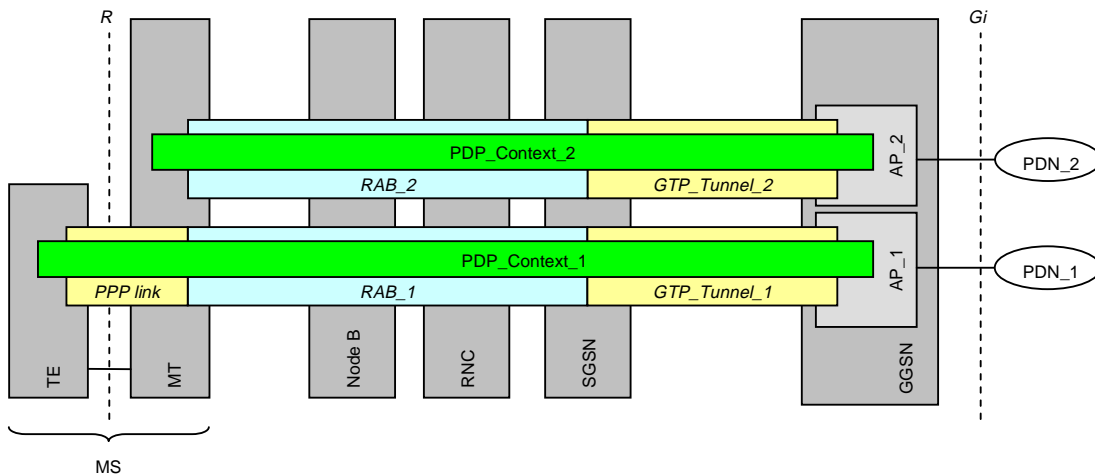 R
Gi
PDP_Context_2
AP_2
PDN_2
RAB_2
GTP_Tunnel_2
PDP_Context_1
AP_1
PDN_1
PPP link
RAB_1
GTP_Tunnel_1
TE
MT
Node B
RNC
SGSN
GGSN
MS